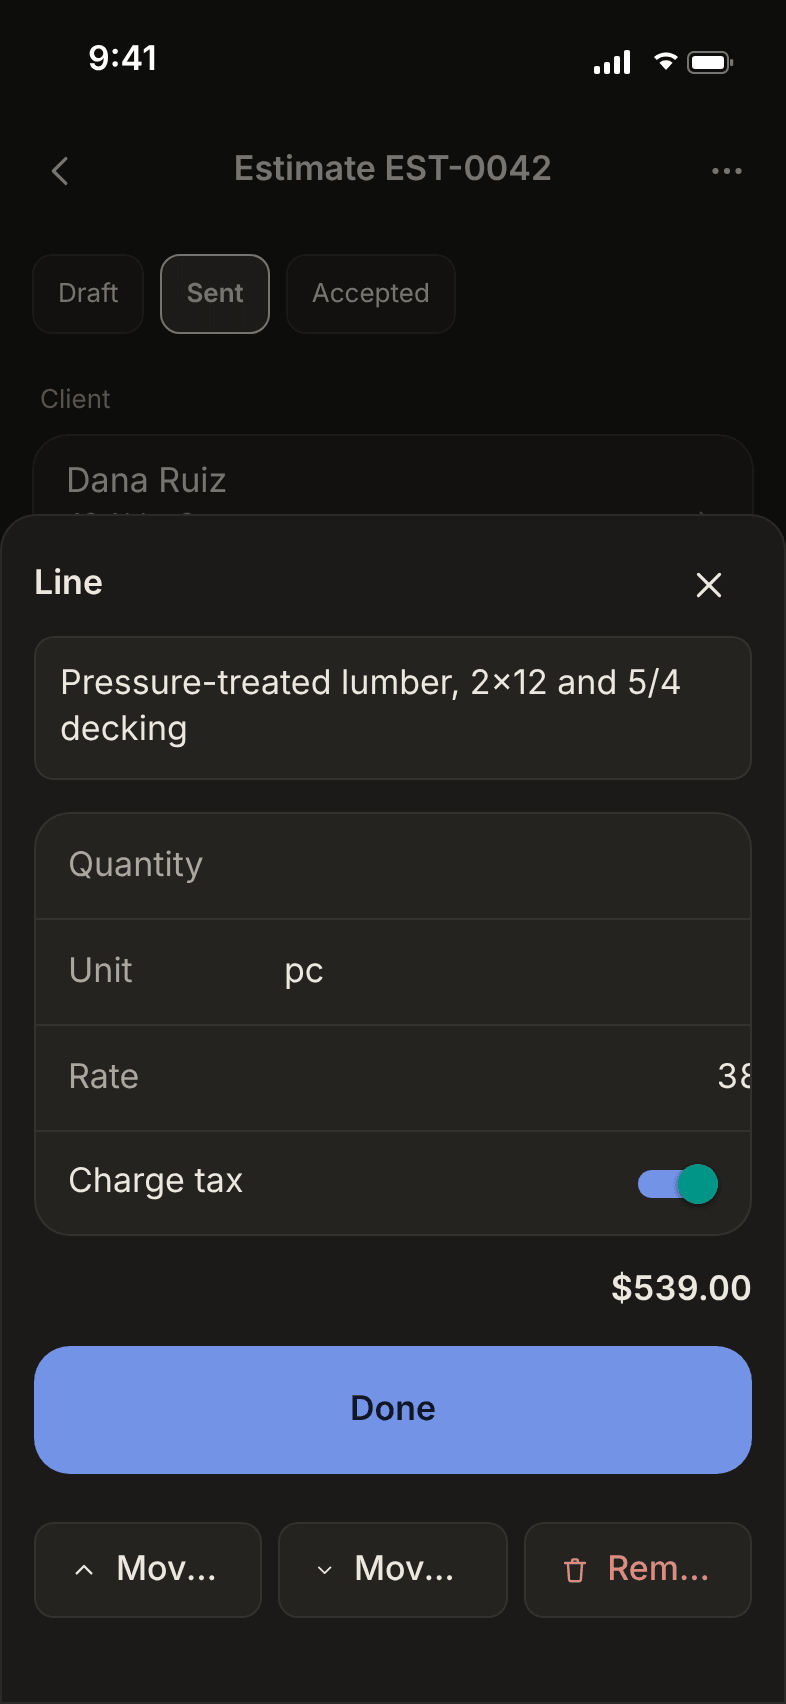 9:41
Estimate EST-0042
Draft
Sent
Accepted
Client
Dana Ruiz
Line
Pressure-treated lumber, 2×12 and 5/4
decking
Quantity
Unit
pc
Rate
38
Charge tax
$539.00
Done
Mov...
Mov...
Rem...